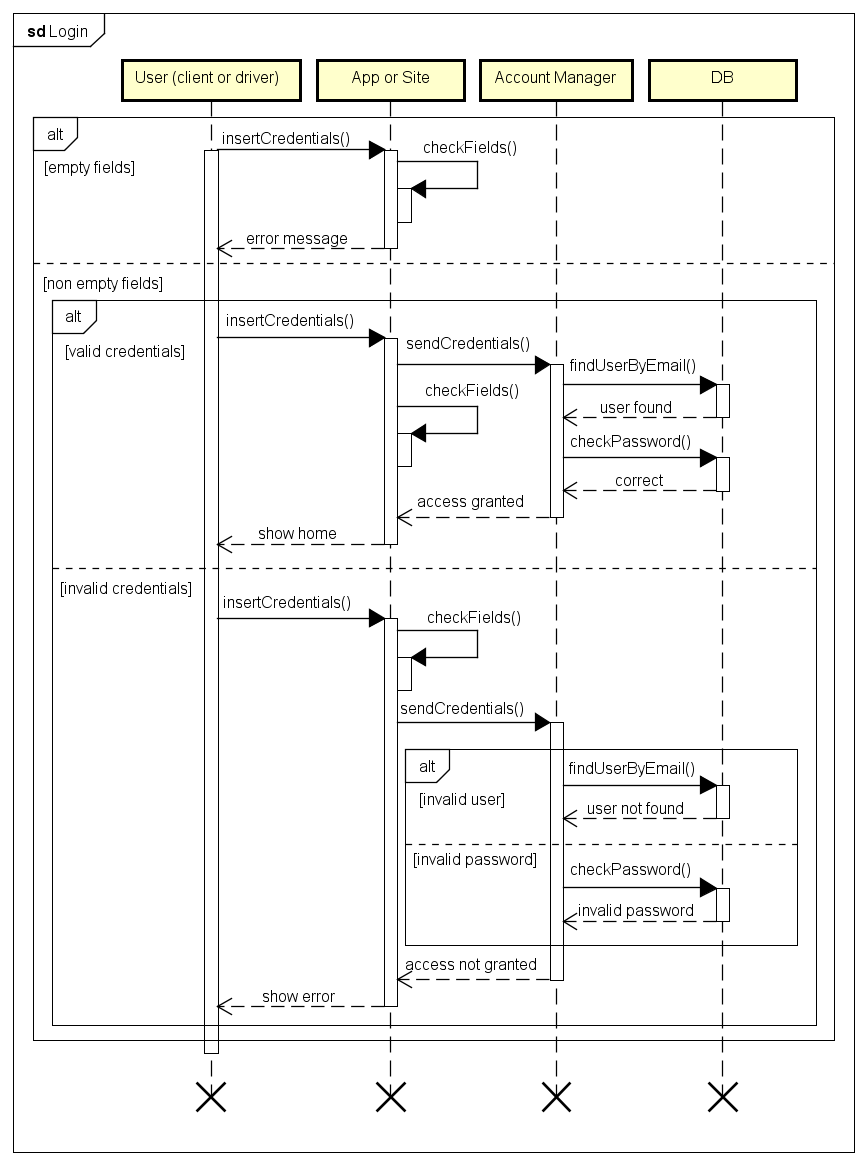 sd Login
User (client or driver)
App or Site
Account Manager
DB
alt
insertCredentials()
checkFields()
[empty fields]
error message
[non empty fields]
alt
insertCredentials()
[valid credentials]
sendCredentials()
findUserByEmail()
checkFields()
user found
checkPassword()
correct
access granted
show home
[invalid credentials]
insertCredentials()
checkFields()
sendCredentials()
alt
findUserByEmail()
[invalid user]
user not found
[invalid password]
checkPassword()
invalid password
access not granted
show error